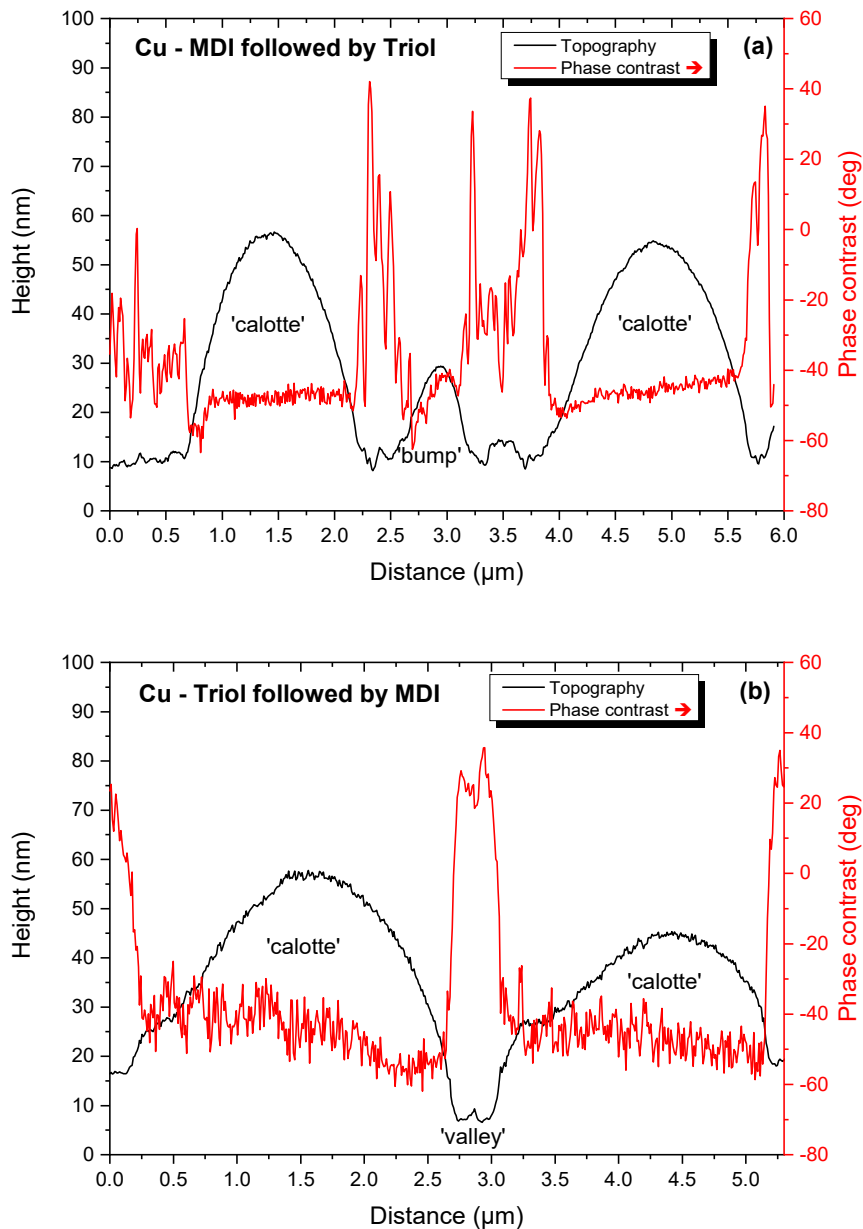 Cu - MDI followed by Triol
(a)
Topography
Phase contrast ➔
100
90
80
70
60
50
40
30
20
10
0
Height (nm)
60
40
20
0
-20
-40
-60
-80
Phase contrast (deg)
'calotte'
'calotte'
'bump'
0.0 0.5 1.0 1.5 2.0 2.5 3.0 3.5 4.0 4.5 5.0 5.5 6.0
Distance (µm)
Cu - Triol followed by MDI
(b)
Topography
Phase contrast ➔
100
90
80
70
60
50
40
30
20
10
0
Height (nm)
60
40
20
0
-20
-40
-60
-80
Phase contrast (deg)
'calotte'
'calotte'
'valley'
0.0 0.5 1.0 1.5 2.0 2.5 3.0 3.5 4.0 4.5 5.0
Distance (µm)